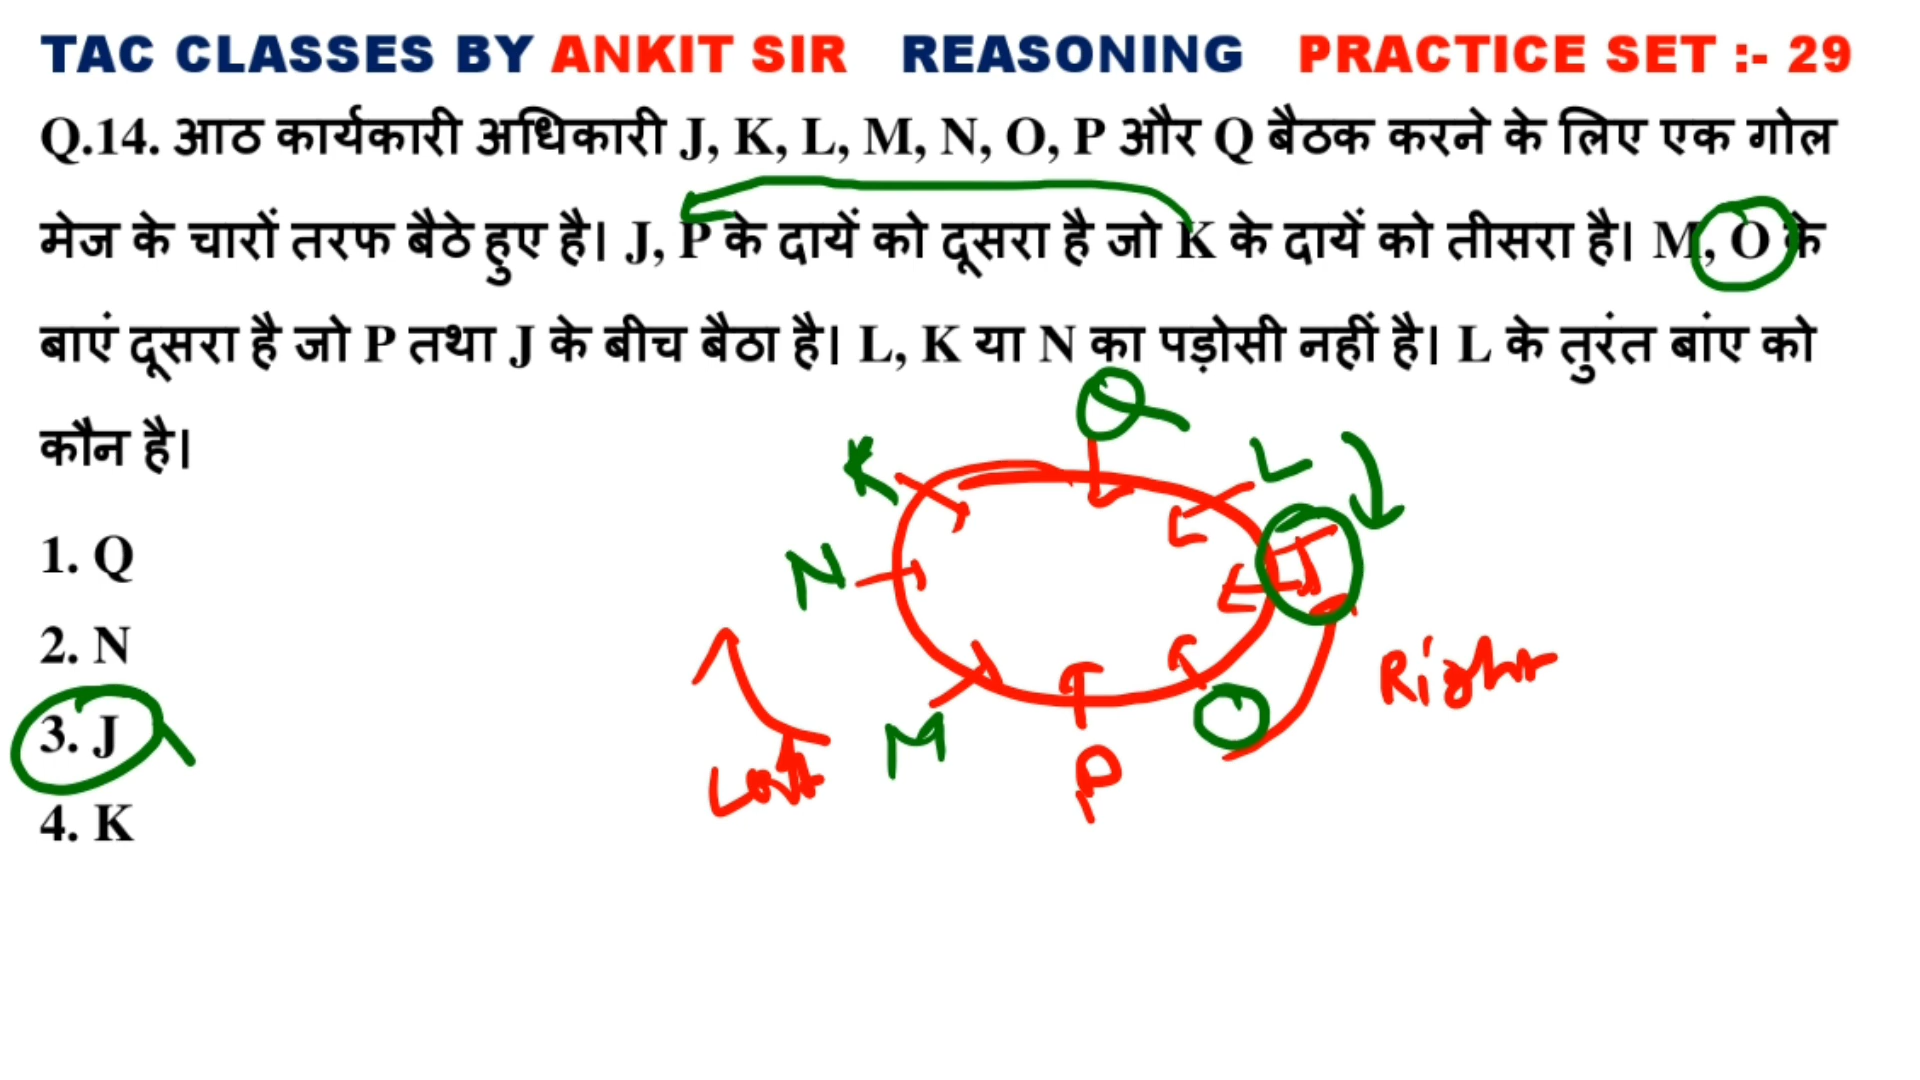 TAC CLASSES BY ANKIT SIR REASONING PRACTICE SET :- 29
Q.14. आठ कार्यकारी अधिकारी J, K, L, M, N, O, P और Q बैठक करने के लिए एक गोल
मेज के चारों तरफ बैठे हुए है। J, P के दायें को दूसरा है जो K के दायें को तीसरा है। M, O के
बाएं दूसरा है जो P तथा J के बीच बैठा है। L, K या N का पड़ोसी नहीं है। L के तुरंत बांए को
कौन है।
1. Q
2. N
3. J
4. K
Q
K
L
N
J
Right
M
O
P
Left